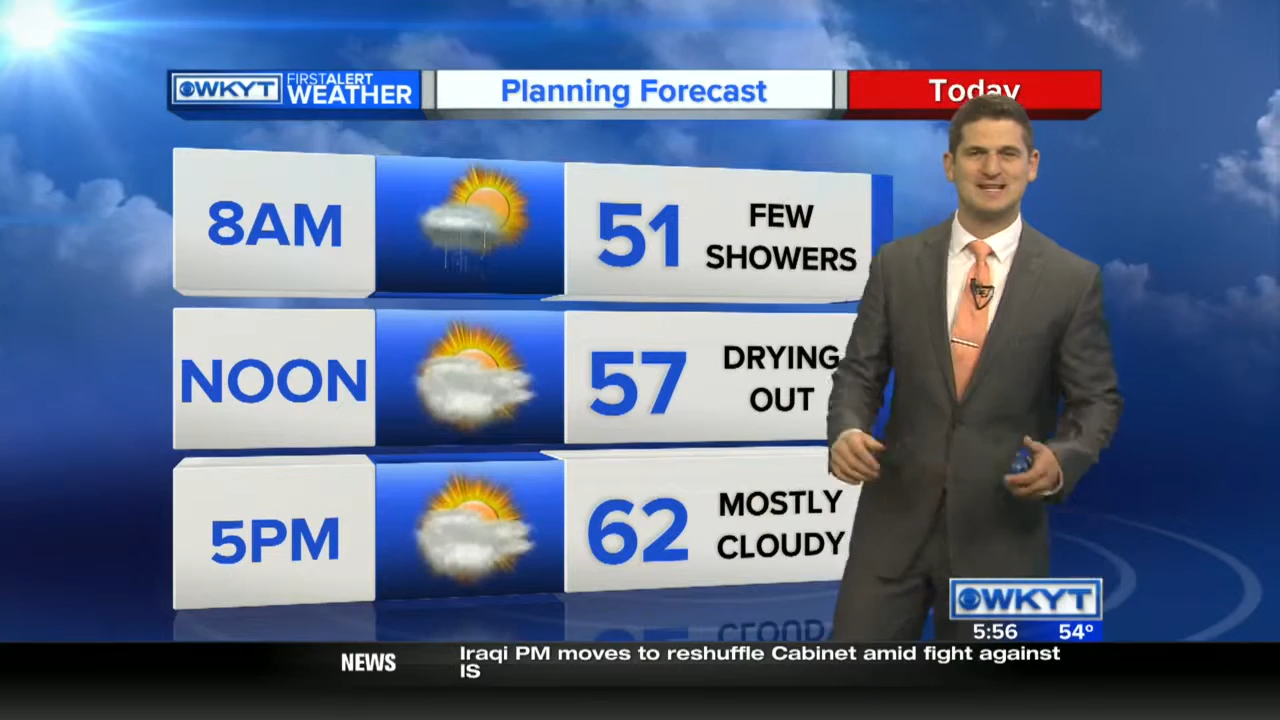 WKYT FIRST ALERT WEATHER
Planning Forecast
Today
8AM
51
FEW
SHOWERS
NOON
57
DRYING
OUT
5PM
62
MOSTLY
CLOUDY
WKYT
5:56 54°
NEWS
Iraqi PM moves to reshuffle Cabinet amid fight against
IS